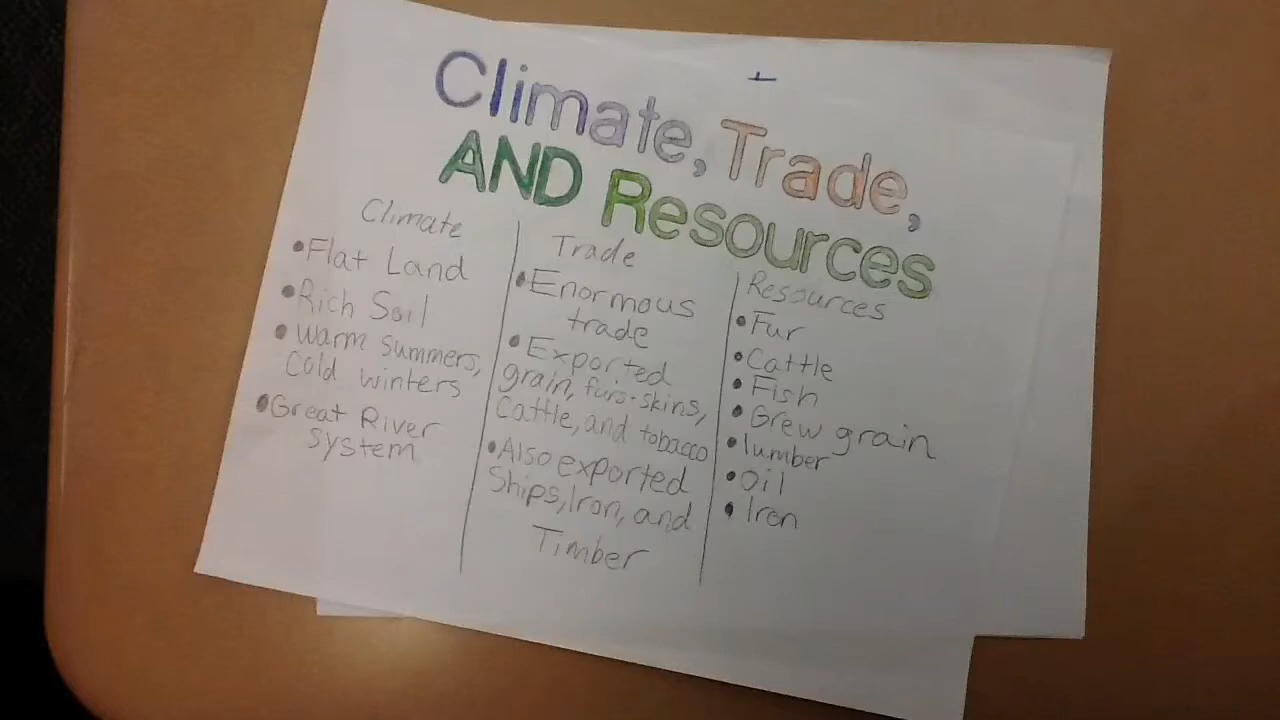 Climate, Trade,
AND Resources
Climate
•Flat Land
•Rich Soil
•Warm summers,
Cold winters
•Great River
system
Trade
•Enormous
trade
•Exported
grain, furs-skins,
Cattle, and tobacco
•Also exported
Ships, Iron, and
Timber
Resources
•Fur
•Cattle
•Fish
•Grew grain
•lumber
•Oil
•Iron